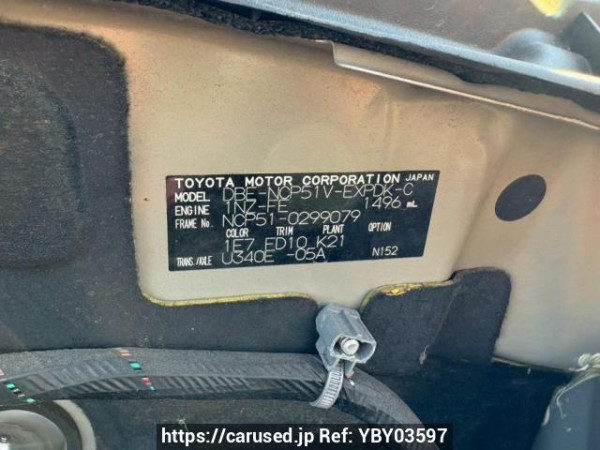 TOYOTA MOTOR CORPORATION JAPAN
MODEL DBE-NCP51V-EXPDK-C
ENGINE 1NZ-FE 1496 mL
FRAME No. NCP51-0299079
COLOR TRIM PLANT OPTION
1E7 FD10 K21
TRANS./AXLE U340E -05A N152
https://carused.jp Ref: YBY03597